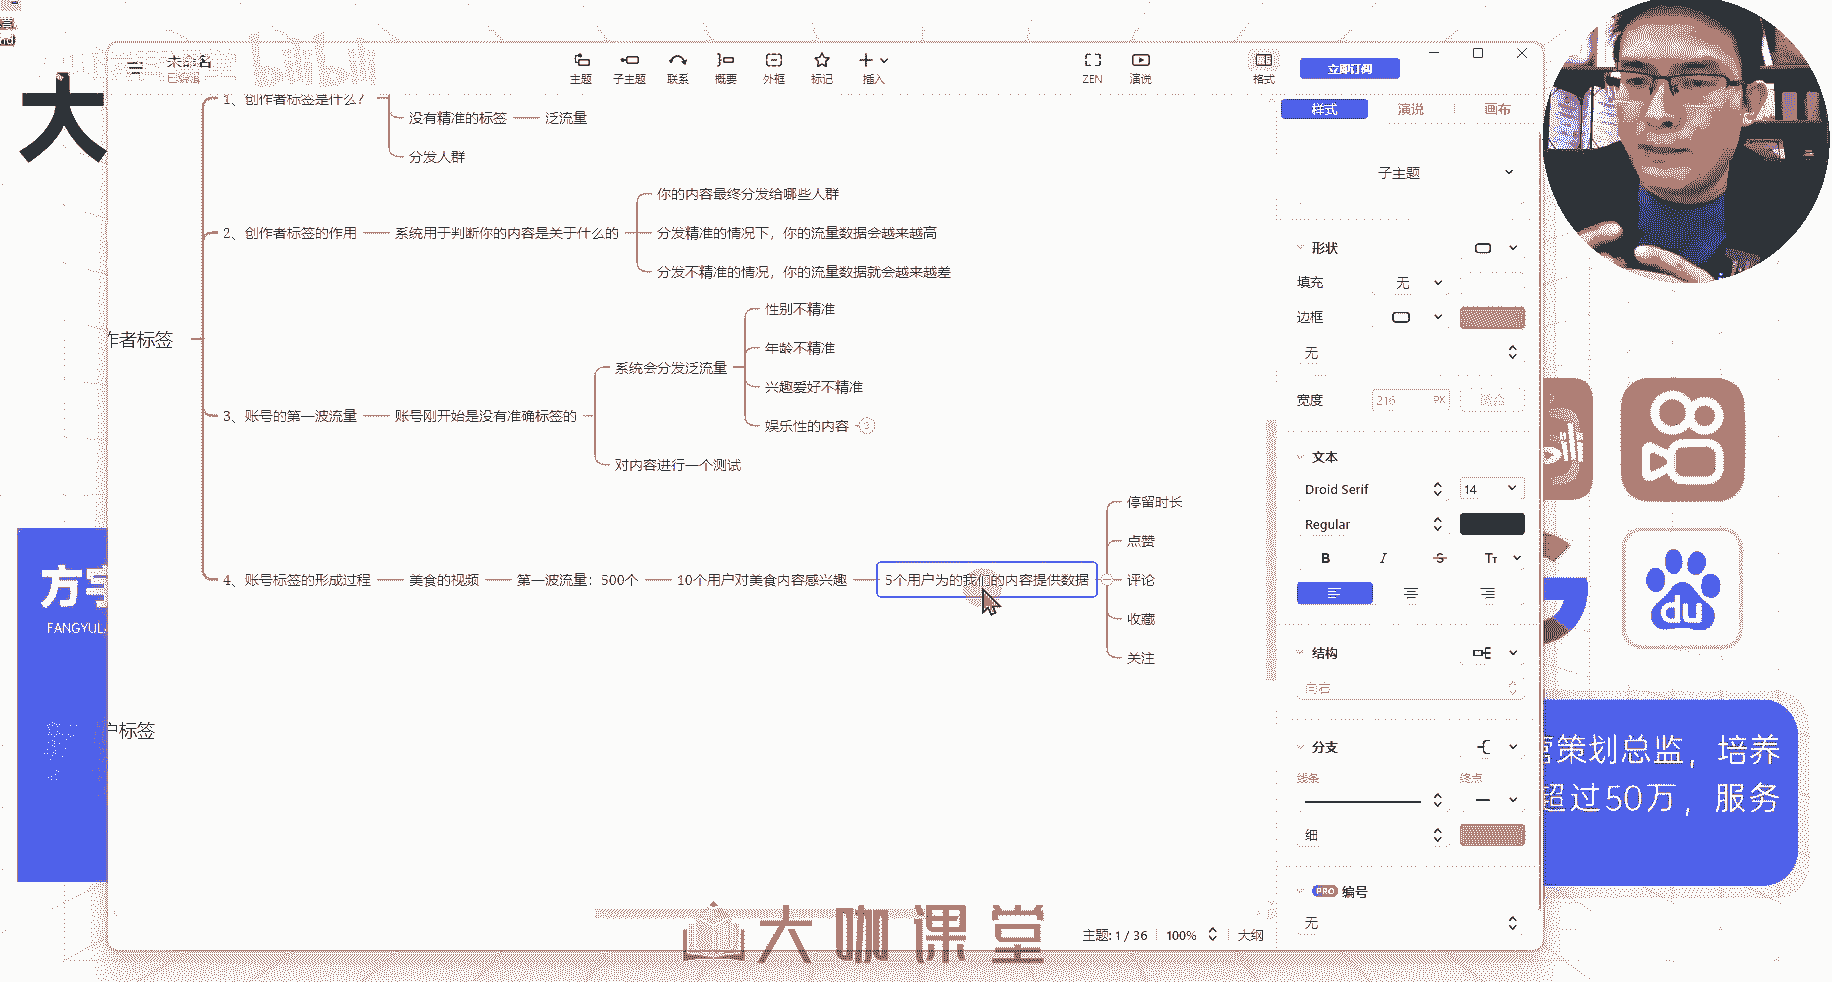 bilibili
未命名
已编辑
主题
子主题
联系
概要
外框
标记
插入
ZEN
演说
格式
立即订阅
大
1、创作者标签是什么?
没有精准的标签
泛流量
分发人群
2、创作者标签的作用
系统用于判断你的内容是关于什么的
你的内容最终分发给哪些人群
分发精准的情况下，你的流量数据会越来越高
分发不精准的情况，你的流量数据就会越来越差
作者标签
3、账号的第一波流量
账号刚开始是没有准确标签的
系统会分发泛流量
性别不精准
年龄不精准
兴趣爱好不精准
娱乐性的内容
对内容进行一个测试
4、账号标签的形成过程
美食的视频
第一波流量：500个
10个用户对美食内容感兴趣
5个用户为的我们的内容提供数据
停留时长
点赞
评论
收藏
关注
户标签
样式
演说
画布
子主题
形状
填充
无
边框
无
宽度
216
PX
文本
Droid Serif
14
Regular
B
I
S
Tт
结构
向右
分支
线条
终点
细
PRO
编号
无
主题: 1 / 36
100%
大纲
大咖课堂
方宇
FANGYUL
du
营策划总监，培养
超过50万，服务